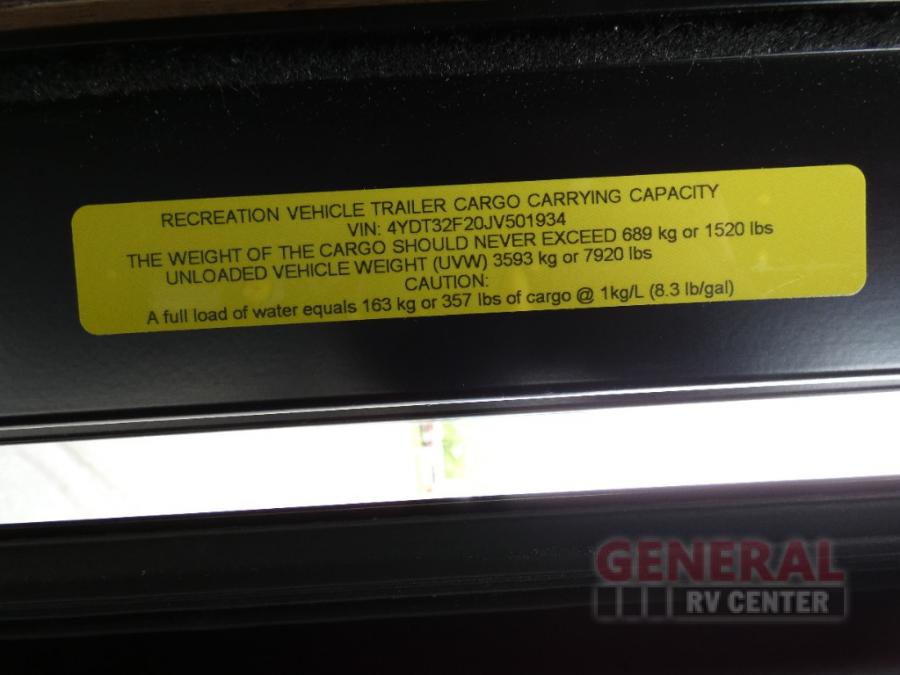 RECREATION VEHICLE TRAILER CARGO CARRYING CAPACITY
VIN: 4YDT32F20JV501934
THE WEIGHT OF THE CARGO SHOULD NEVER EXCEED 689 kg or 1520 lbs
UNLOADED VEHICLE WEIGHT (UVW) 3593 kg or 7920 lbs
CAUTION:
A full load of water equals 163 kg or 357 lbs of cargo @ 1kg/L (8.3 lb/gal)
GENERAL
RV CENTER